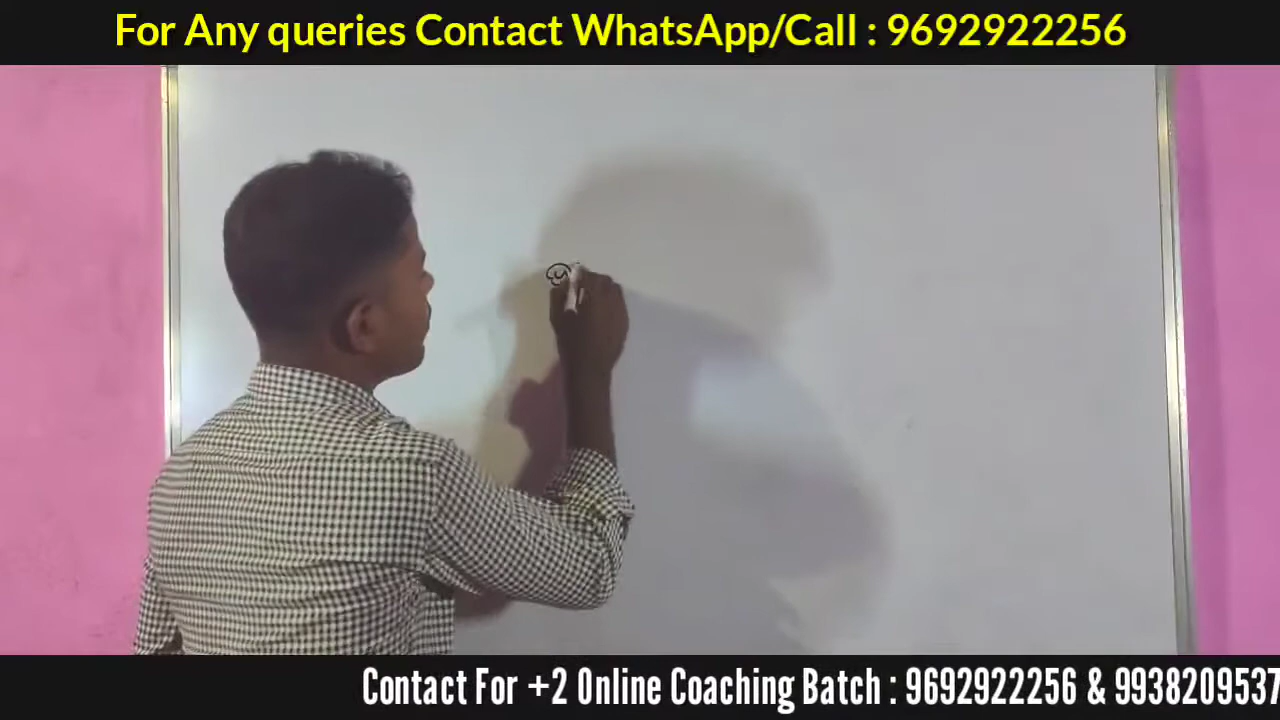 For Any queries Contact WhatsApp/Call : 9692922256
Contact For +2 Online Coaching Batch : 9692922256 & 9938209537